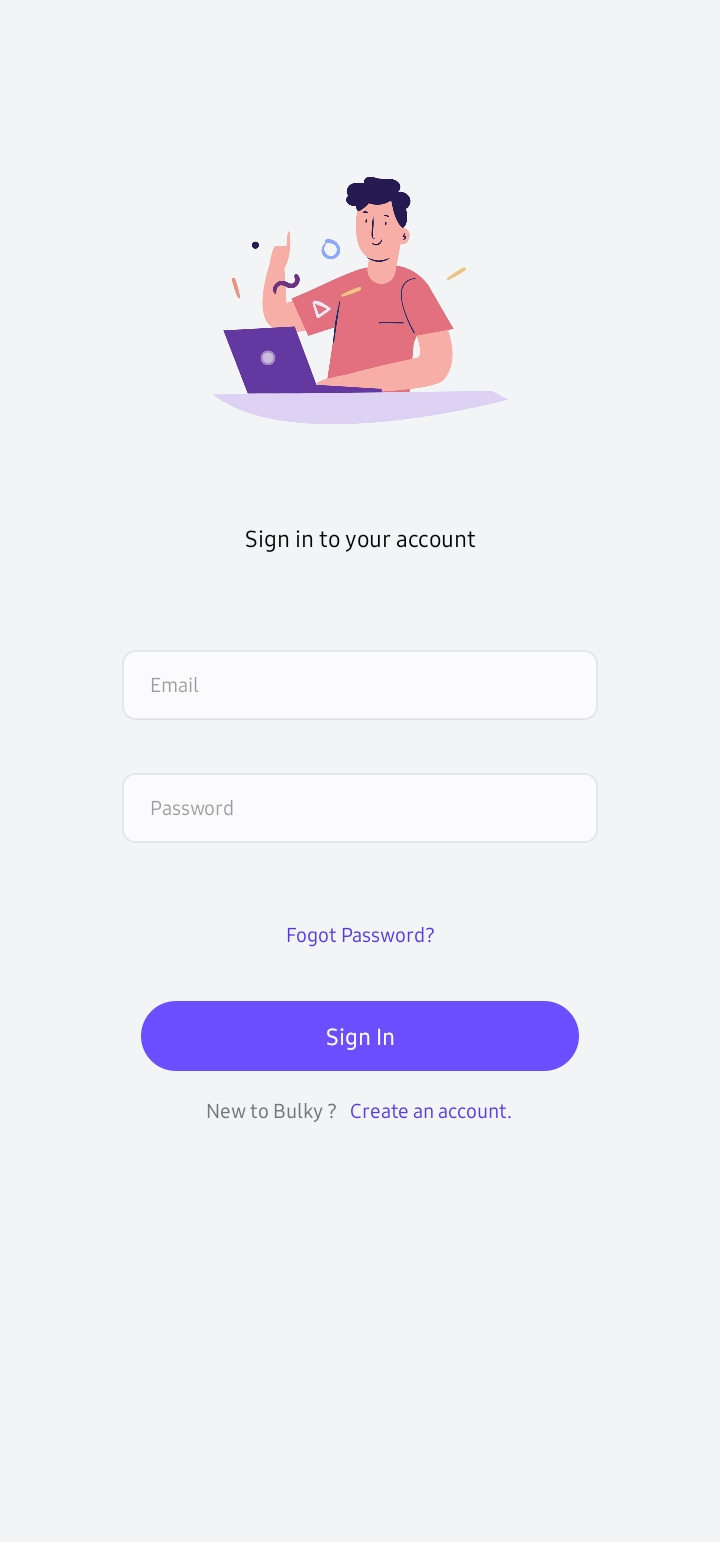 Sign in to your account
Email
Password
Fogot Password?
Sign In
New to Bulky ? Create an account.